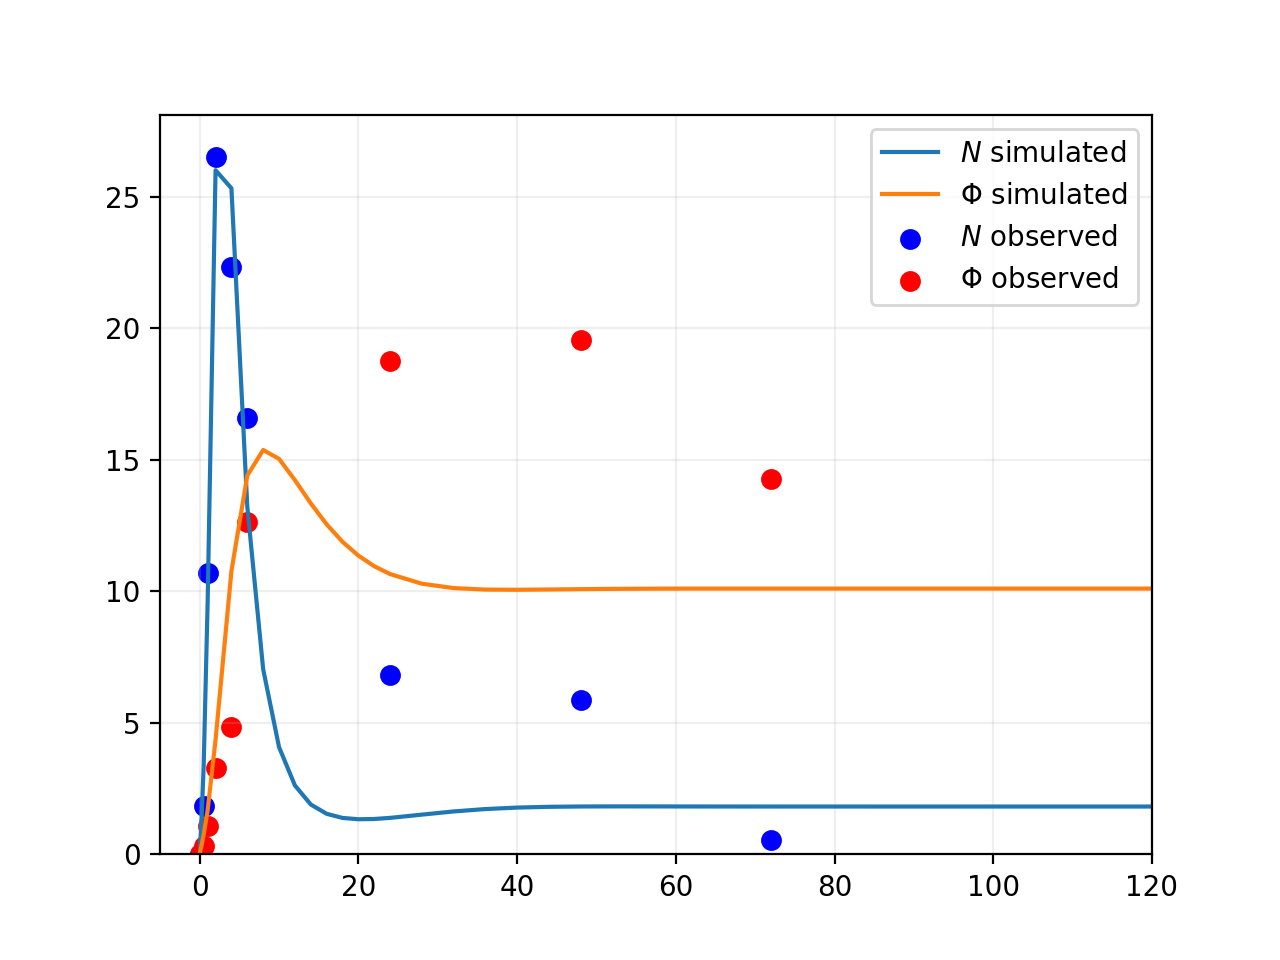 N simulated
Φ simulated
N observed
Φ observed
25
20
15
10
5
0
0 20 40 60 80 100 120